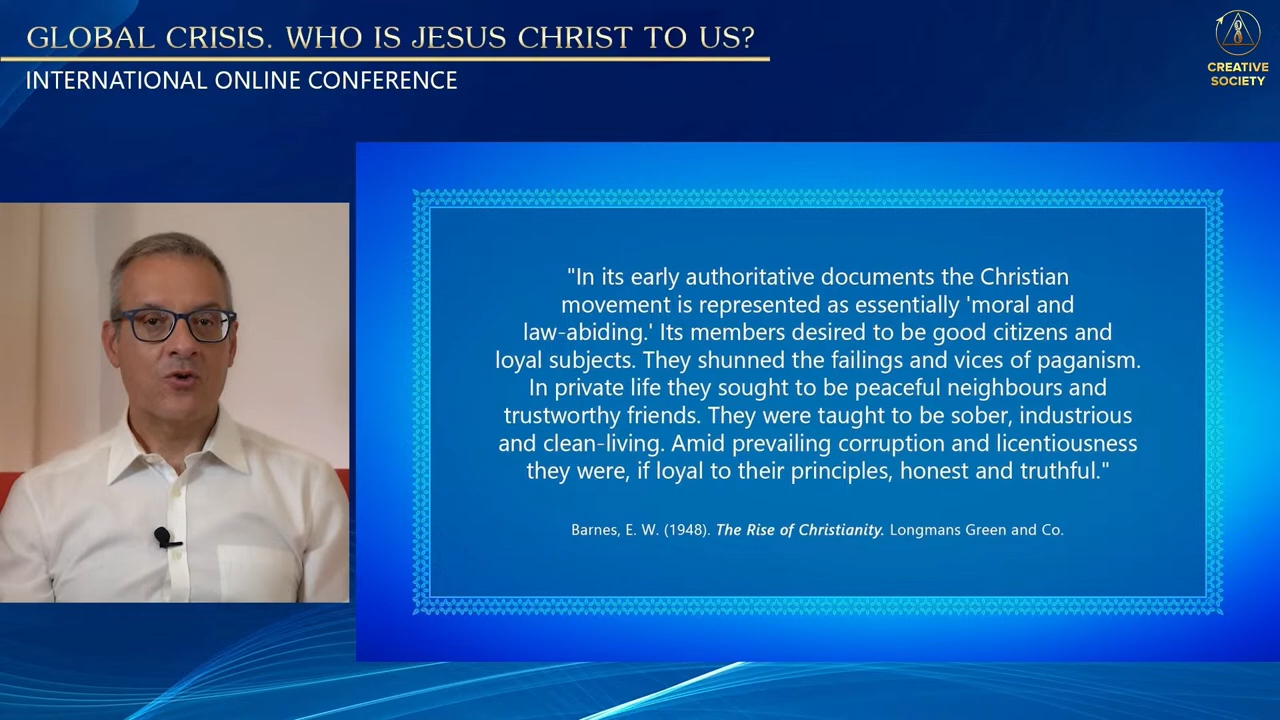 GLOBAL CRISIS. WHO IS JESUS CHRIST TO US?
INTERNATIONAL ONLINE CONFERENCE
CREATIVE
SOCIETY
"In its early authoritative documents the Christian
movement is represented as essentially 'moral and
law-abiding.' Its members desired to be good citizens and
loyal subjects. They shunned the failings and vices of paganism.
In private life they sought to be peaceful neighbours and
trustworthy friends. They were taught to be sober, industrious
and clean-living. Amid prevailing corruption and licentiousness
they were, if loyal to their principles, honest and truthful."
Barnes, E. W. (1948). The Rise of Christianity. Longmans Green and Co.